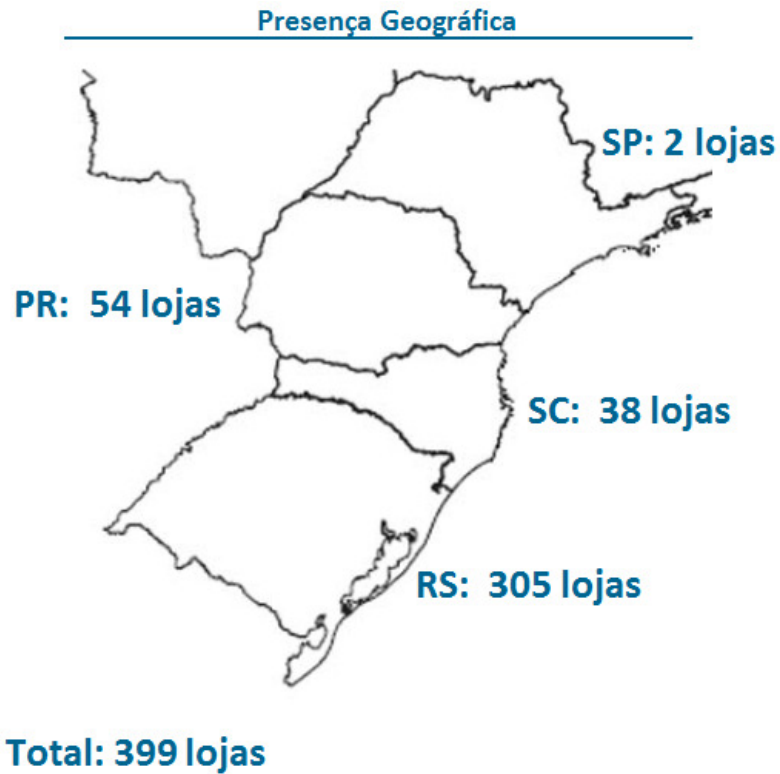 Presença Geográfica
SP: 2 lojas
PR: 54 lojas
SC: 38 lojas
RS: 305 lojas
Total: 399 lojas